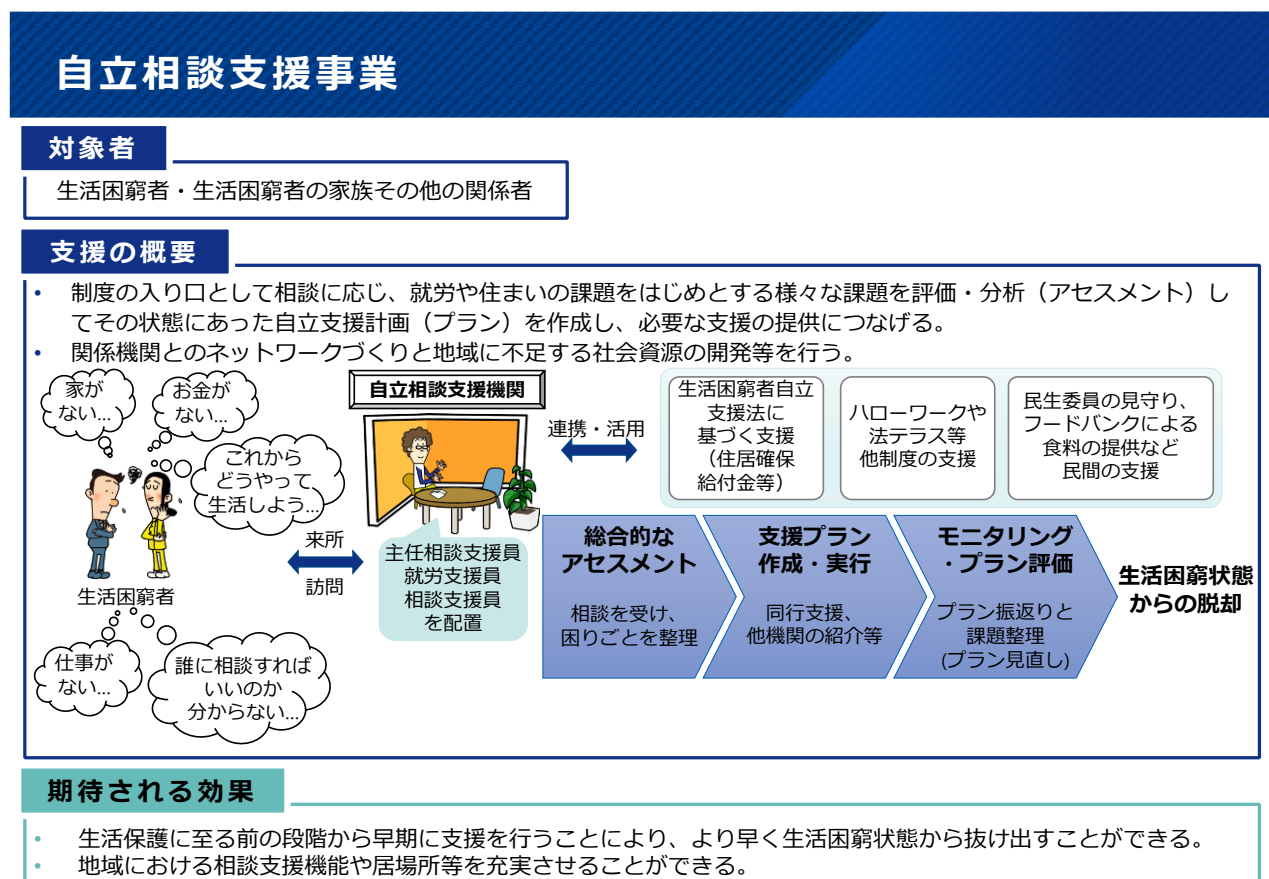 自立相談支援事業
対象者
生活困窮者・生活困窮者の家族その他の関係者
支援の概要
• 制度の入り口として相談に応じ、就労や住まいの課題をはじめとする様々な課題を評価・分析（アセスメント）し
てその状態にあった自立支援計画（プラン）を作成し、必要な支援の提供につなげる。
• 関係機関とのネットワークづくりと地域に不足する社会資源の開発等を行う。
家が
ない…
お金が
ない…
これから
どうやって
生活しよう…
生活困窮者
仕事が
ない…
誰に相談すれば
いいのか
分からない…
来所
訪問
自立相談支援機関
主任相談支援員
就労支援員
相談支援員
を配置
連携・活用
生活困窮者自立
支援法に
基づく支援
（住居確保
給付金等）
ハローワークや
法テラス等
他制度の支援
民生委員の見守り、
フードバンクによる
食料の提供など
民間の支援
総合的な
アセスメント
相談を受け、
困りごとを整理
支援プラン
作成・実行
同行支援、
他機関の紹介等
モニタリング
・プラン評価
プラン振返りと
課題整理
(プラン見直し)
生活困窮状態
からの脱却
期待される効果
• 生活保護に至る前の段階から早期に支援を行うことにより、より早く生活困窮状態から抜け出すことができる。
• 地域における相談支援機能や居場所等を充実させることができる。